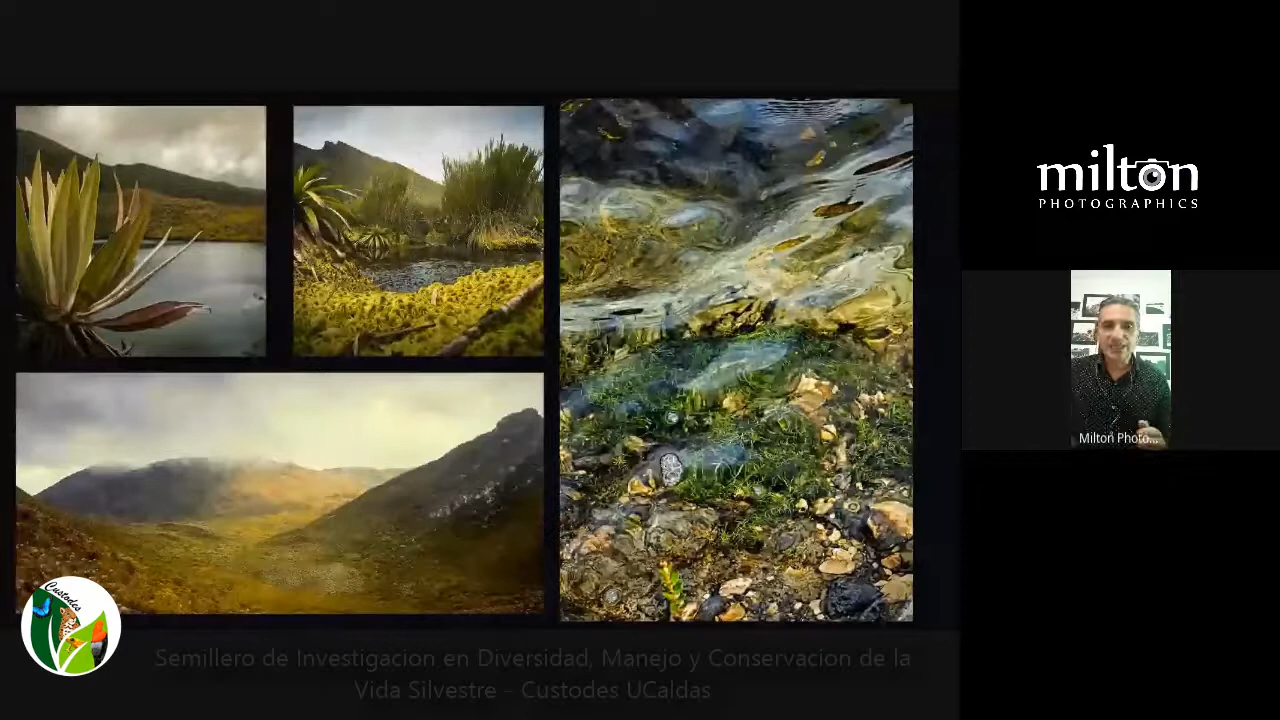 milton
PHOTOGRAPHICS
Milton Photo...
Custodes
Semillero de Investigacion en Diversidad, Manejo y Conservacion de la
Vida Silvestre - Custodes UCaldas